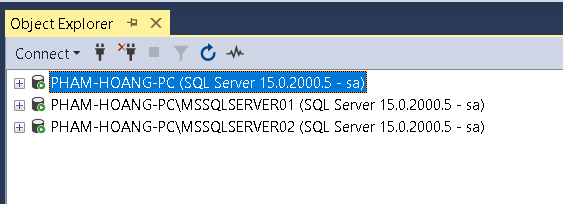 Object Explorer
Connect
PHAM-HOANG-PC (SQL Server 15.0.2000.5 - sa)
PHAM-HOANG-PC\MSSQLSERVER01 (SQL Server 15.0.2000.5 - sa)
PHAM-HOANG-PC\MSSQLSERVER02 (SQL Server 15.0.2000.5 - sa)